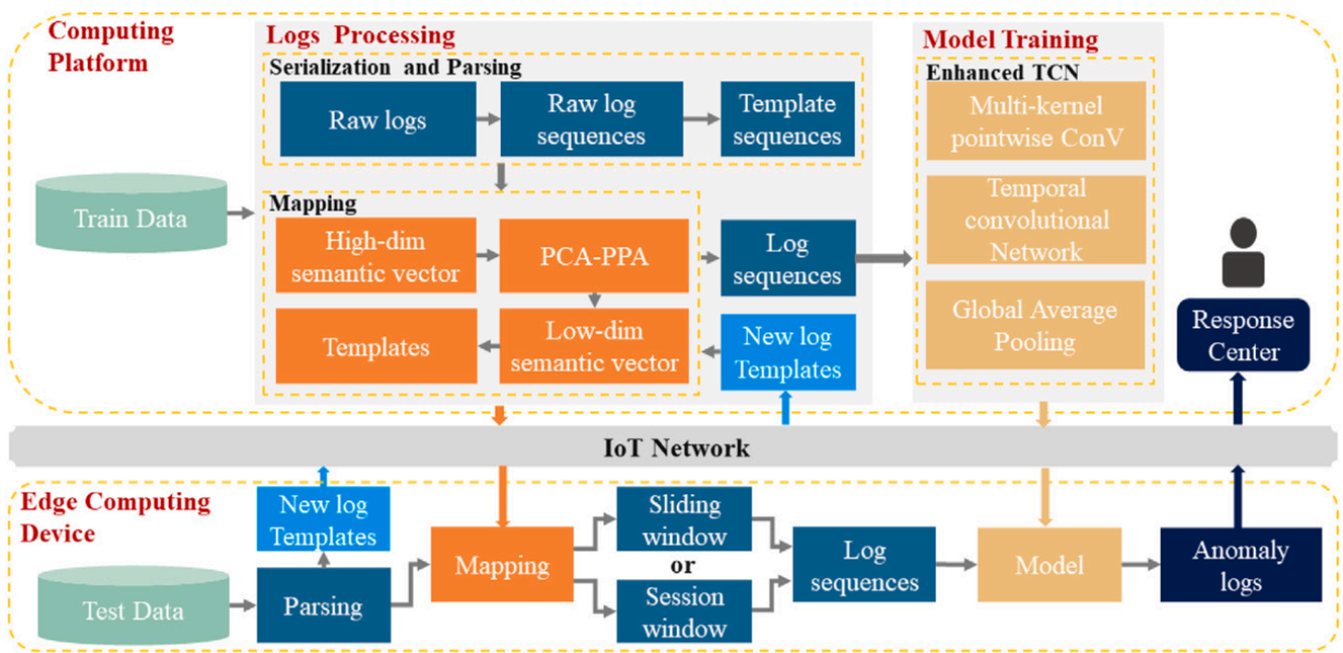 Computing
Platform
Logs Processing
Serialization and Parsing
Raw logs
Raw log
sequences
Template
sequences
Train Data
Mapping
High-dim
semantic vector
PCA-PPA
Log
sequences
Templates
Low-dim
semantic vector
New log
Templates
Model Training
Enhanced TCN
Multi-kernel
pointwise ConV
Temporal
convolutional
Network
Global Average
Pooling
Response
Center
IoT Network
Edge Computing
Device
New log
Templates
Test Data
Parsing
Mapping
Sliding
window
or
Session
window
Log
sequences
Model
Anomaly
logs